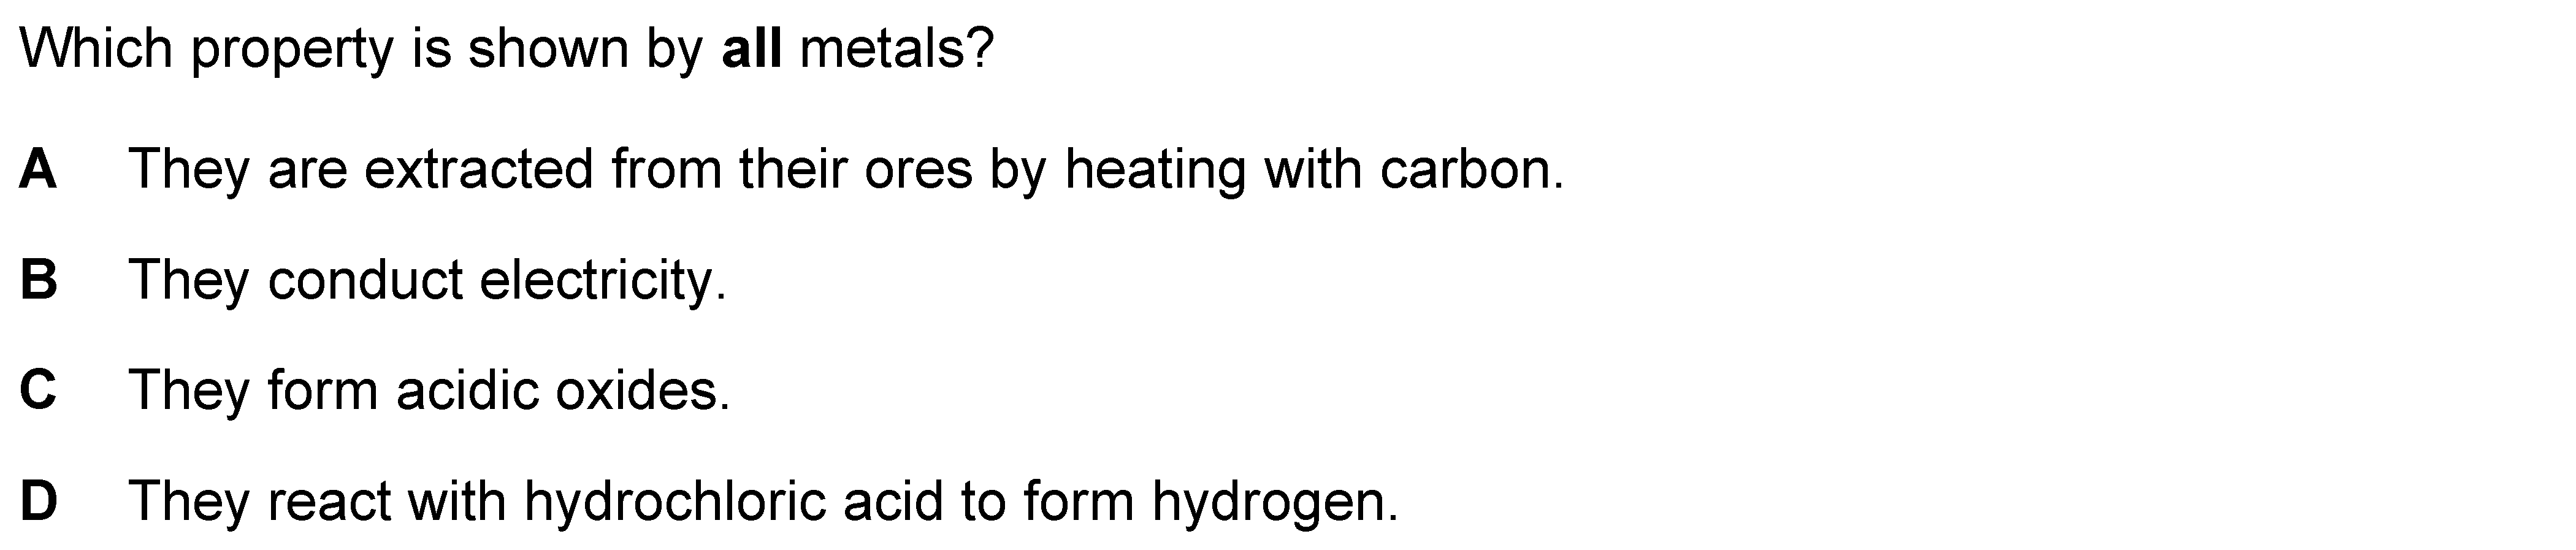 Which property is shown by all metals?
A They are extracted from their ores by heating with carbon.
B They conduct electricity.
C They form acidic oxides.
D They react with hydrochloric acid to form hydrogen.